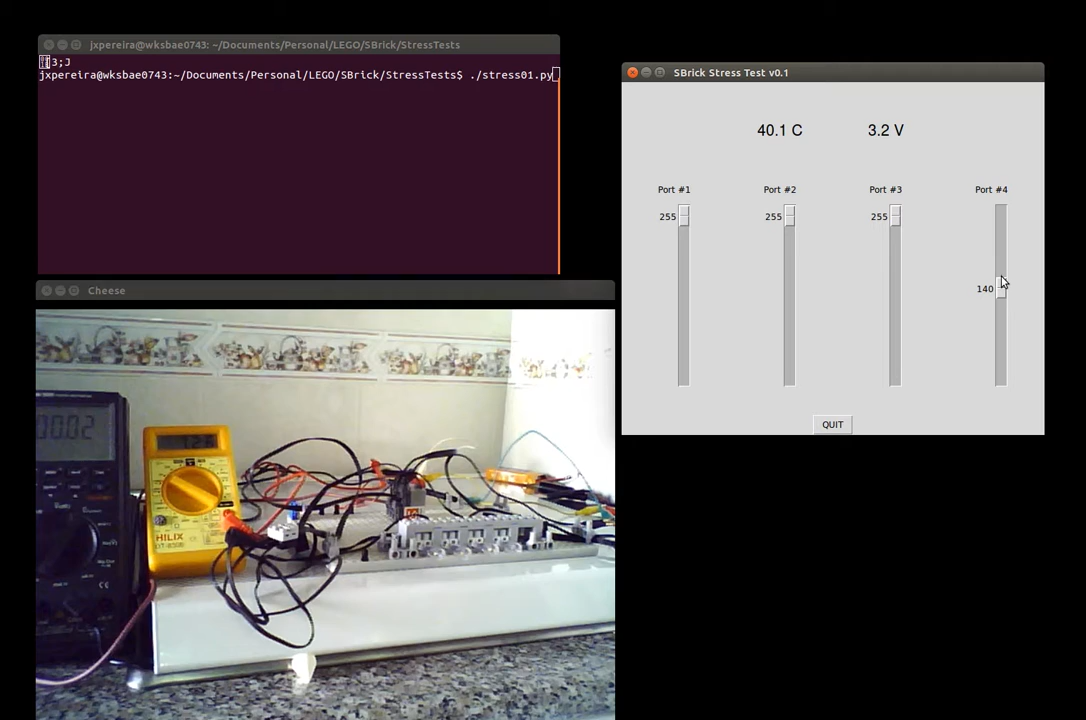 jxpereira@wksbae0743: ~/Documents/Personal/LEGO/SBrick/StressTests
3;J
jxpereira@wksbae0743:~/Documents/Personal/LEGO/SBrick/StressTests$ ./stress01.py
SBrick Stress Test v0.1
40.1 C 3.2 V
Port #1 Port #2 Port #3 Port #4
255 255 255
140
QUIT
Cheese
00.02
HILIX